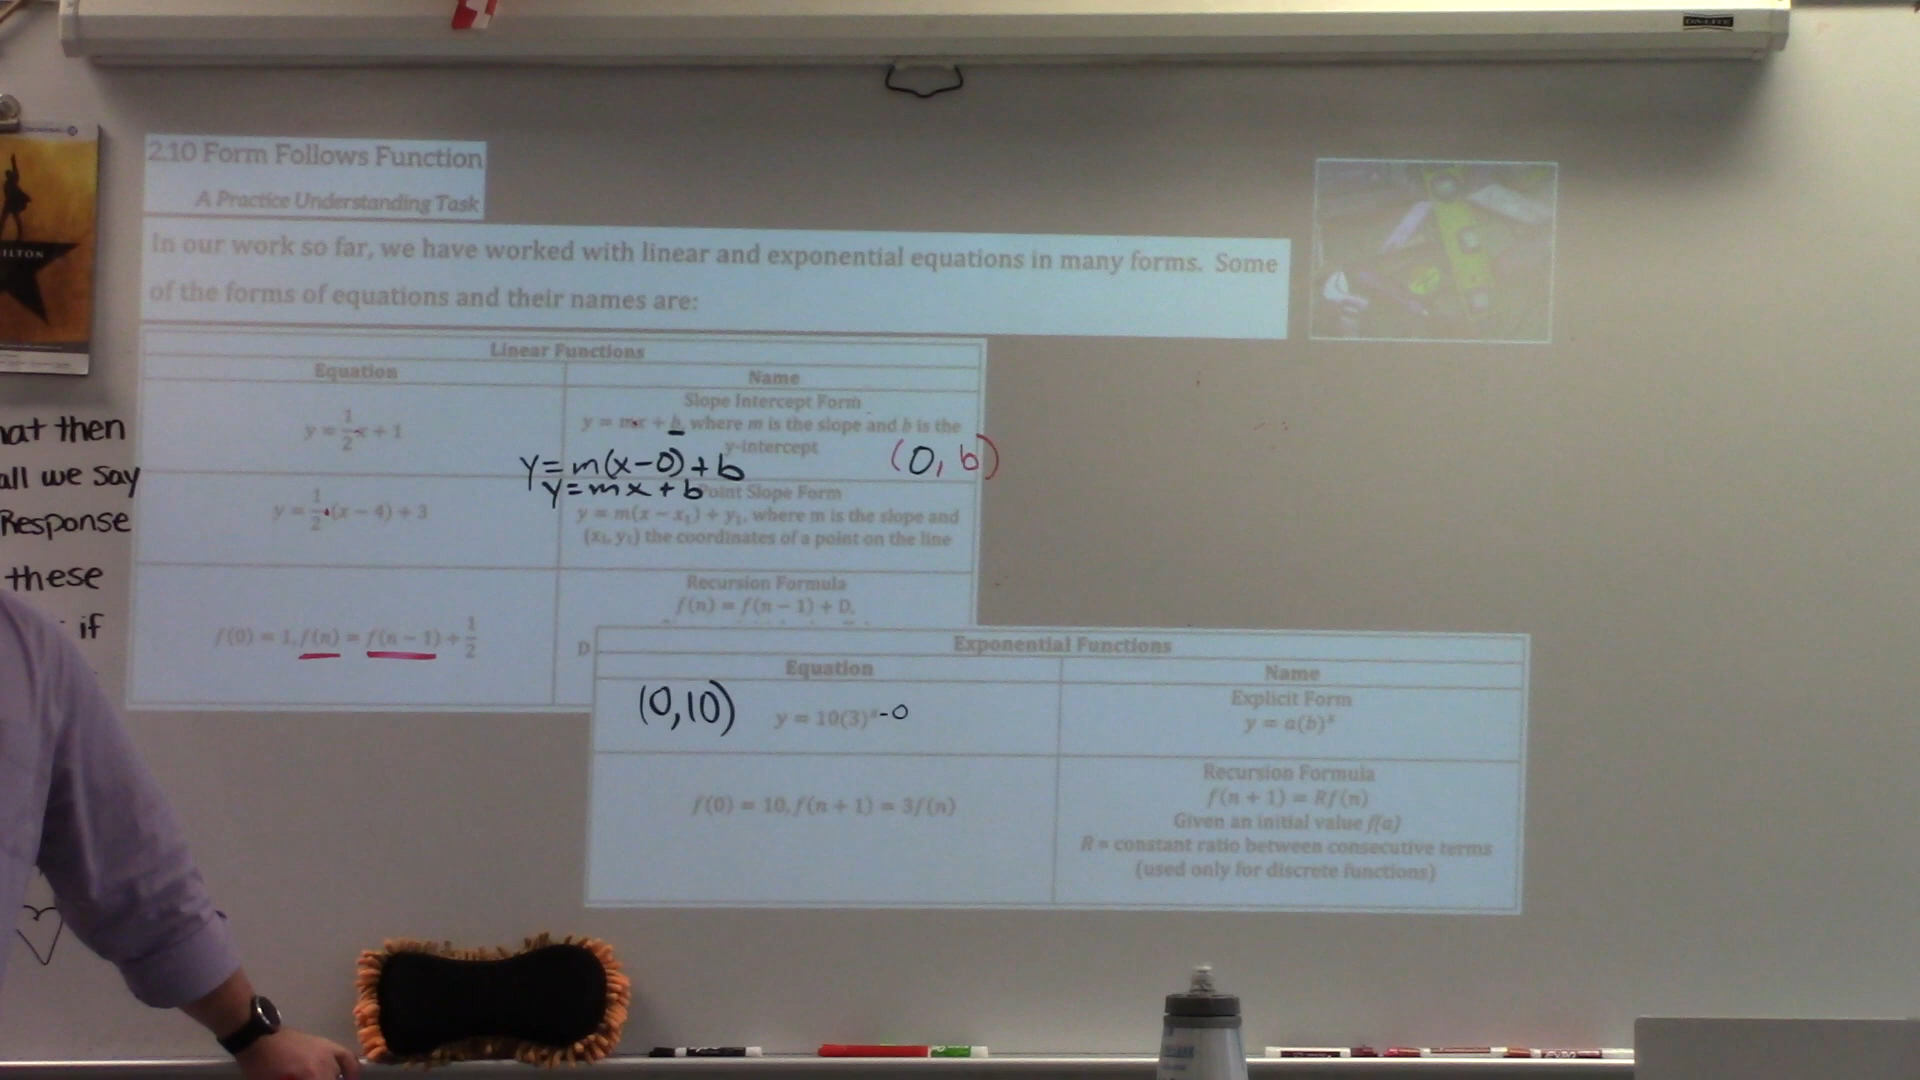 DA-LITE
ILTON
hat then
all we say
Response
these
if
2.10 Form Follows Function
A Practice Understanding Task
In our work so far, we have worked with linear and exponential equations in many forms. Some
of the forms of equations and their names are:
Linear Functions
Equation
Name
y = 1/2 x + 1
Slope Intercept Form
y = mx + b, where m is the slope and b is the
y-intercept
(0, b)
y = m(x-0) + b
y = mx + b
y = 1/2 (x − 4) + 3
Point Slope Form
y = m(x − x₁) + y₁, where m is the slope and
(x₁, y₁) the coordinates of a point on the line
f(0) = 1, f(n) = f(n − 1) + 1/2
Recursion Formula
f(n) = f(n − 1) + D,
D
Exponential Functions
Equation
Name
(0,10)
y = 10(3)ˣ-0
Explicit Form
y = a(b)ˣ
f(0) = 10, f(n + 1) = 3f(n)
Recursion Formula
f(n + 1) = Rf(n)
Given an initial value f(a)
R = constant ratio between consecutive terms
(used only for discrete functions)